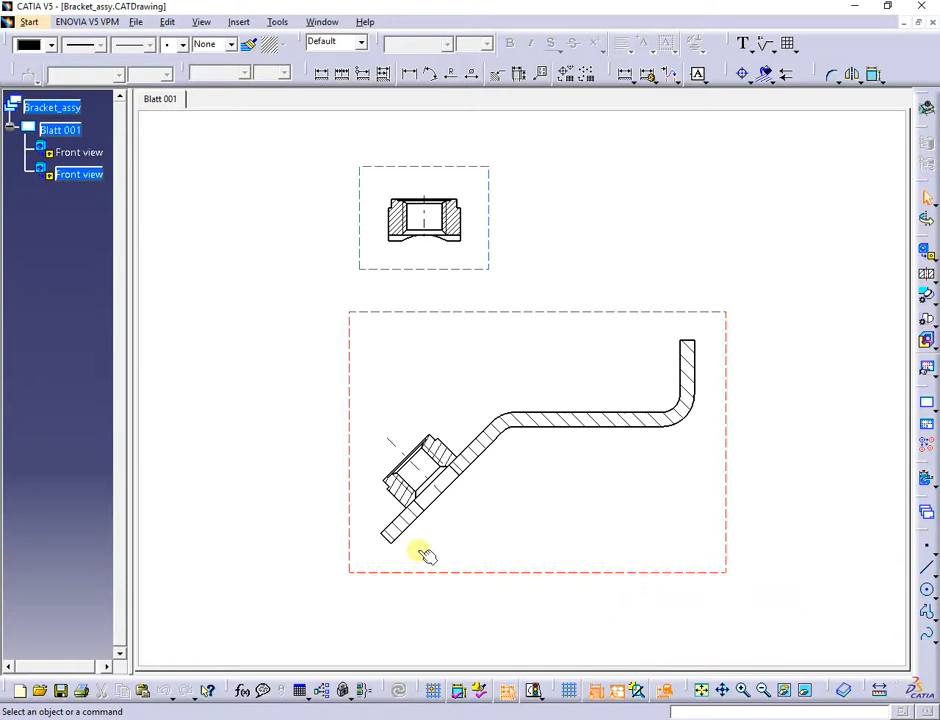 CATIA V5 - [Bracket_assy.CATDrawing]
Start ENOVIA V5 VPM File Edit View Insert Tools Window Help
None Default
Blatt 001
Bracket_assy
Blatt 001
Front view
Front view
Select an object or a command